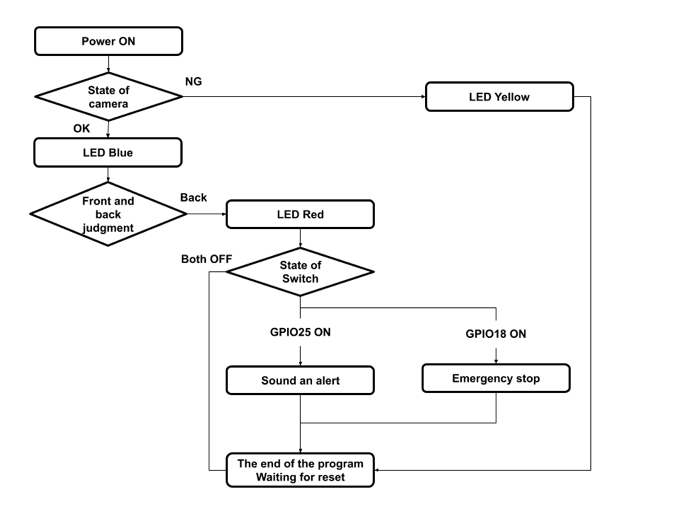 Power ON
State of
camera
NG
LED Yellow
OK
LED Blue
Front and
back
judgment
Back
LED Red
Both OFF
State of
Switch
GPIO25 ON
GPIO18 ON
Sound an alert
Emergency stop
The end of the program
Waiting for reset